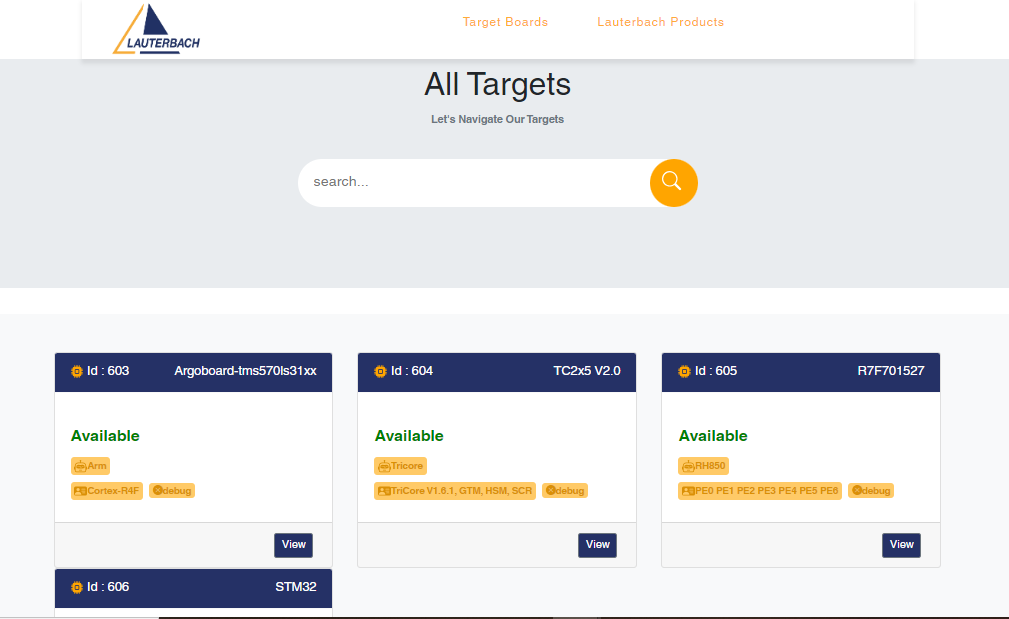 LAUTERBACH
Target Boards
Lauterbach Products
All Targets
Let's Navigate Our Targets
search...
Id : 603 Argoboard-tms570ls31xx
Available
Arm
Cortex-R4F debug
View
Id : 604 TC2x5 V2.0
Available
Tricore
TriCore V1.6.1, GTM, HSM, SCR debug
View
Id : 605 R7F701527
Available
RH850
PE0 PE1 PE2 PE3 PE4 PE5 PE6 debug
View
Id : 606 STM32